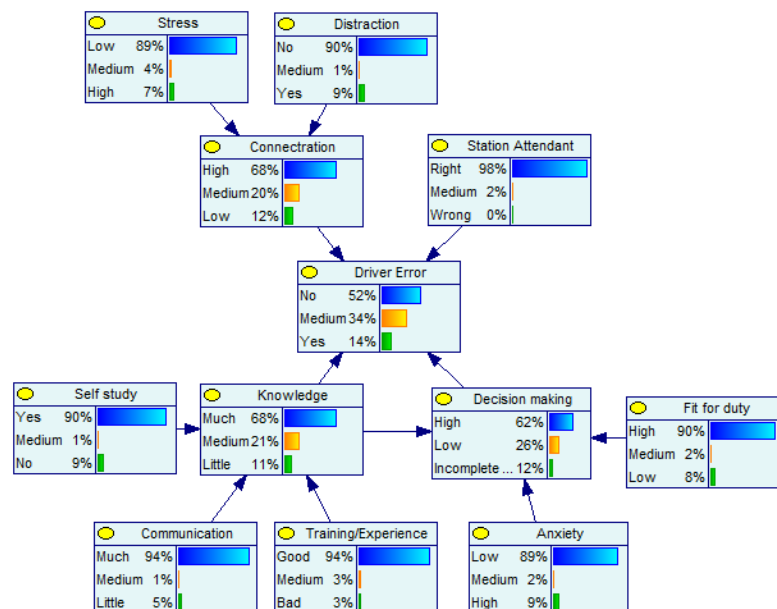 Stress
Low 89%
Medium 4%
High 7%
Distraction
No 90%
Medium 1%
Yes 9%
Connectration
High 68%
Medium 20%
Low 12%
Station Attendant
Right 98%
Medium 2%
Wrong 0%
Driver Error
No 52%
Medium 34%
Yes 14%
Self study
Yes 90%
Medium 1%
No 9%
Knowledge
Much 68%
Medium 21%
Little 11%
Decision making
High 62%
Low 26%
Incomplete ... 12%
Fit for duty
High 90%
Medium 2%
Low 8%
Communication
Much 94%
Medium 1%
Little 5%
Training/Experience
Good 94%
Medium 3%
Bad 3%
Anxiety
Low 89%
Medium 2%
High 9%